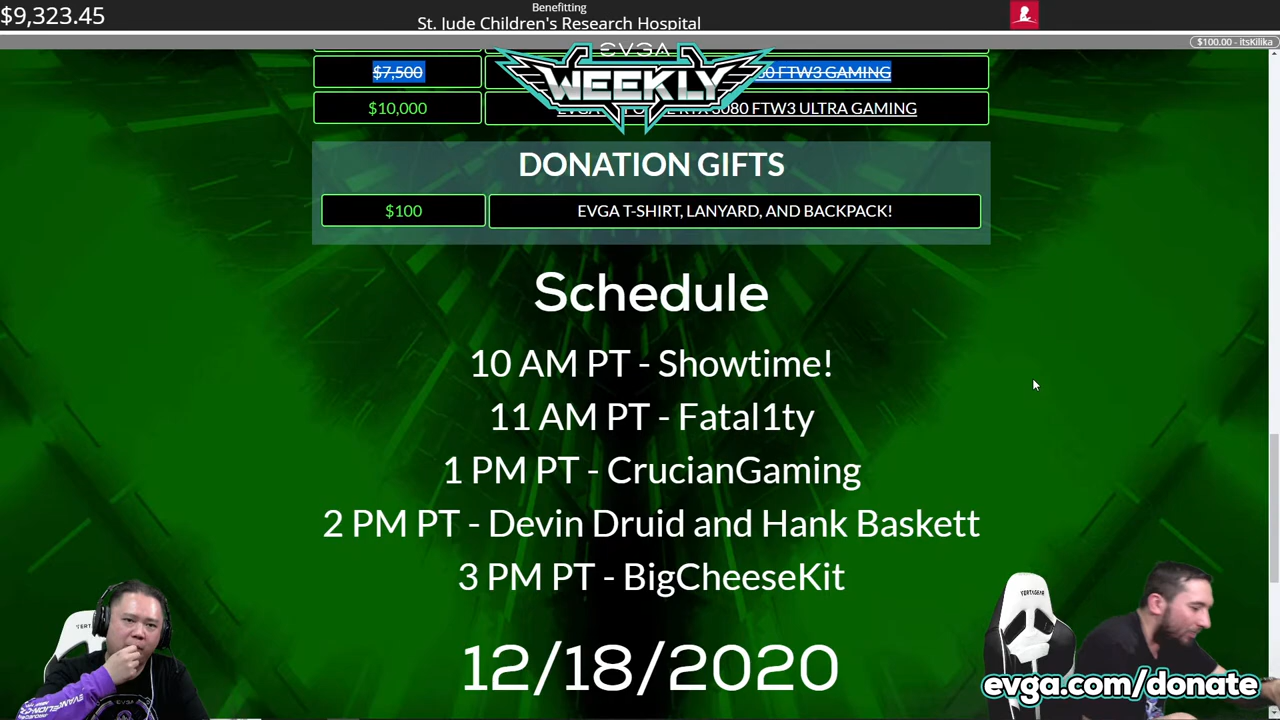 $9,323.45
Benefitting
St. Jude Children's Research Hospital
$100.00 - itsKilika
EVGA
WEEKLY
$7,500
FTW3 GAMING
$10,000
FTW3 ULTRA GAMING
DONATION GIFTS
$100
EVGA T-SHIRT, LANYARD, AND BACKPACK!
Schedule
10 AM PT - Showtime!
11 AM PT - Fatal1ty
1 PM PT - CrucianGaming
2 PM PT - Devin Druid and Hank Baskett
3 PM PT - BigCheeseKit
12/18/2020
VERTAGEAR
evga.com/donate